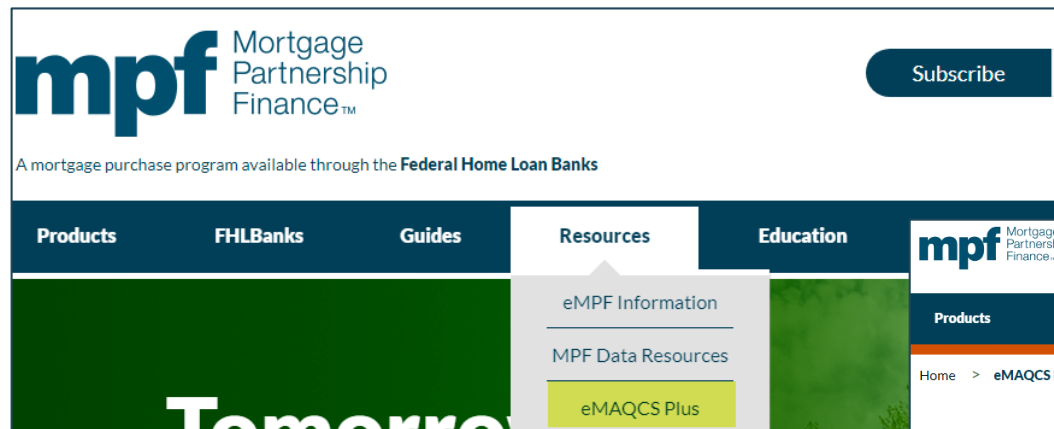 mpf Mortgage
Partnership
Finance™
Subscribe
A mortgage purchase program available through the Federal Home Loan Banks
Products FHLBanks Guides Resources Education
eMPF Information
MPF Data Resources
eMAQCS Plus
mpf
Products
Home > eMAQCS